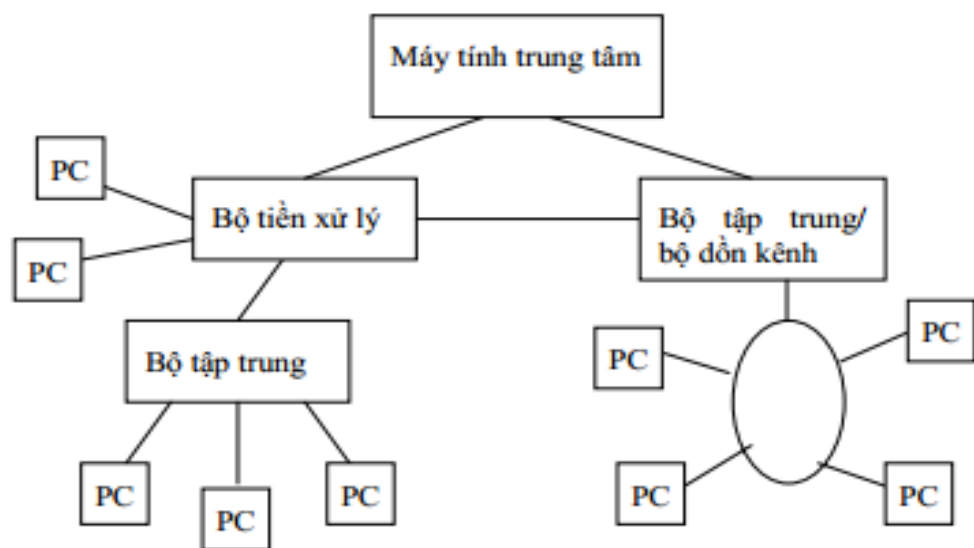 Máy tính trung tâm
PC
Bộ tiền xử lý
Bộ tập trung/
bộ dồn kênh
PC
Bộ tập trung
PC
PC
PC
PC
PC
PC
PC